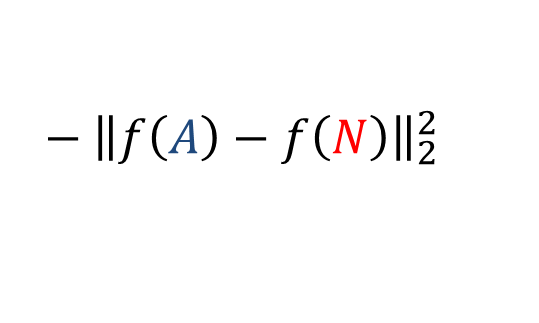 − ‖f(A) − f(N)‖₂²